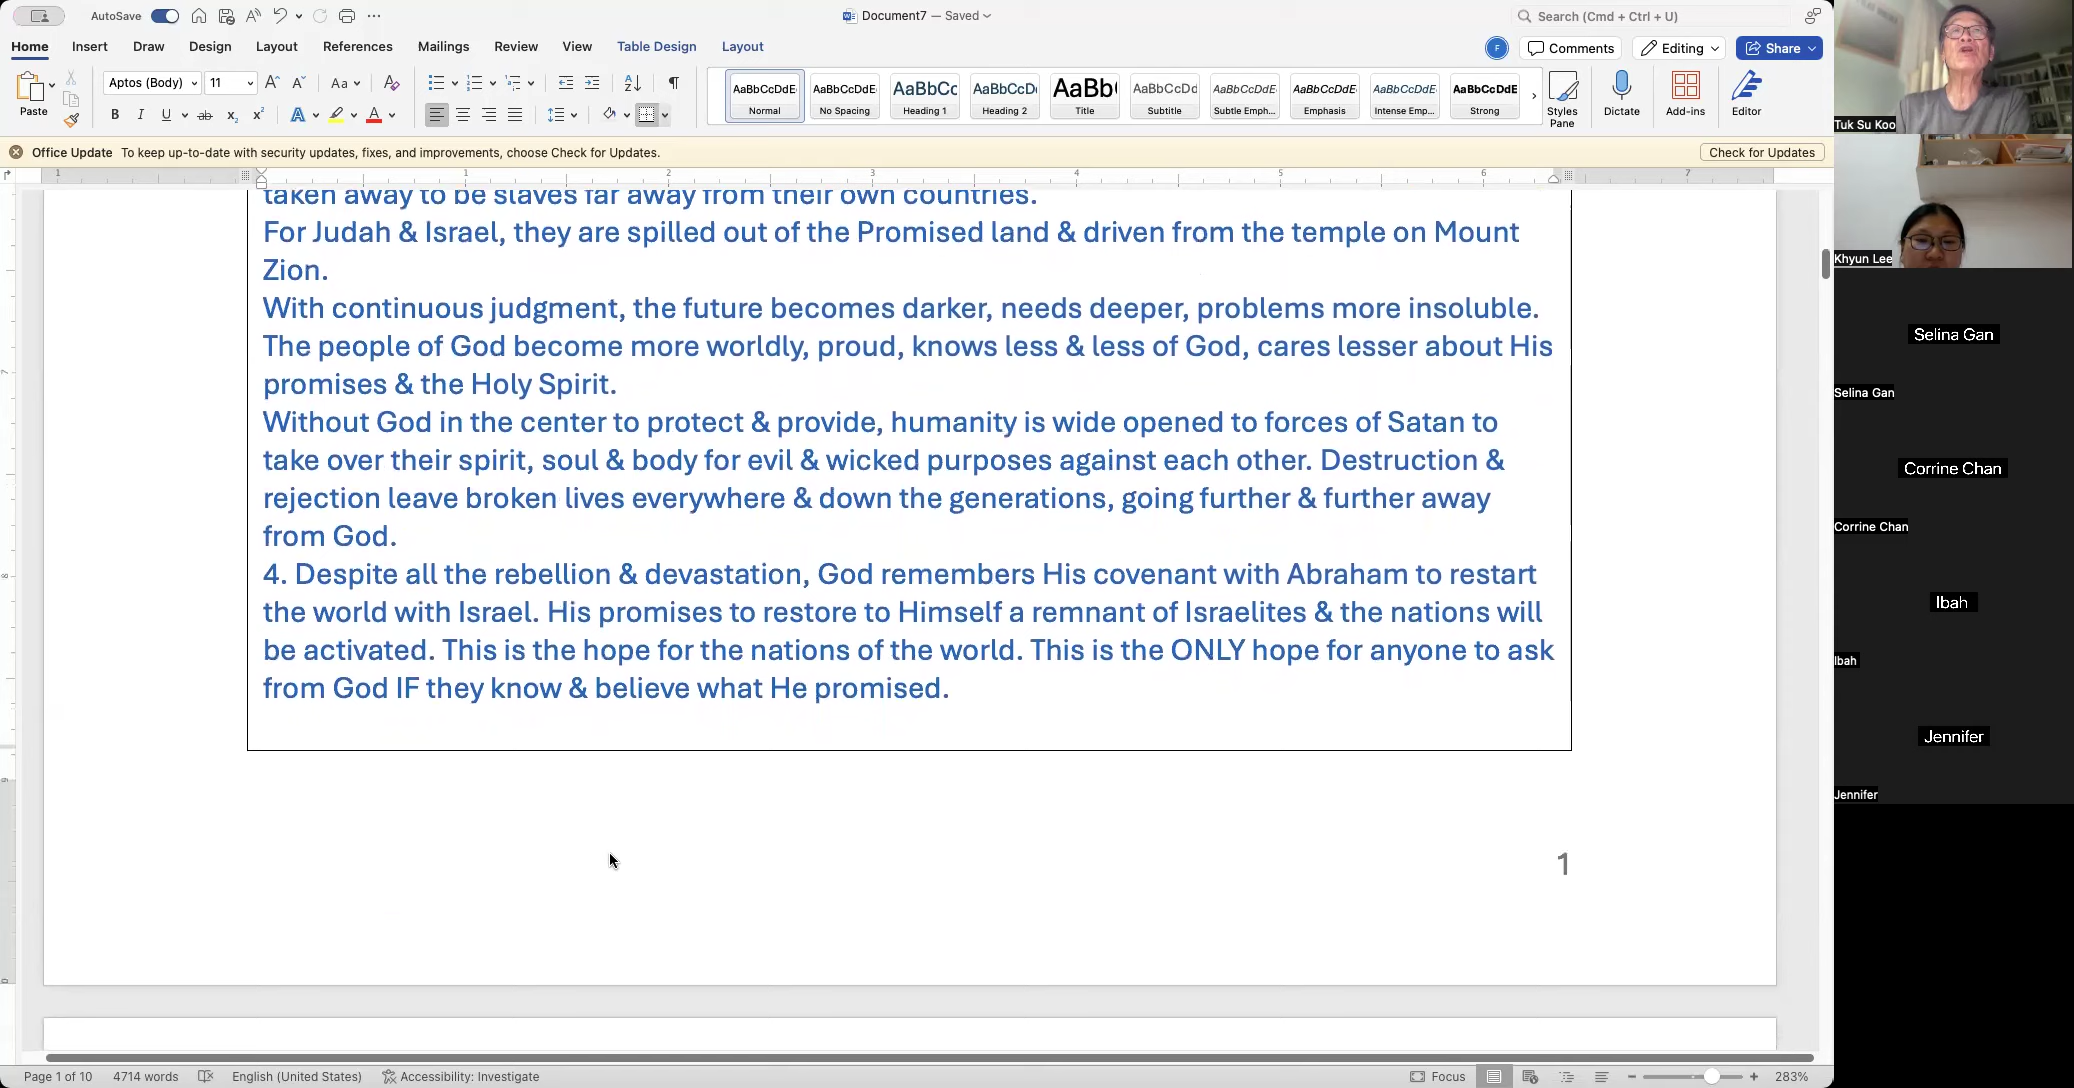 AutoSave
Document7 — Saved
Search (Cmd + Ctrl + U)
Home Insert Draw Design Layout References Mailings Review View Table Design Layout
F Comments Editing Share
Paste
Aptos (Body) 11
AaBbCcDdE AaBbCcDdE AaBbCc AaBbCcD AaBb AaBbCcDd AaBbCcDdE AaBbCcDdE AaBbCcDdE AaBbCcDdE
Normal No Spacing Heading 1 Heading 2 Title Subtitle Subtle Emph... Emphasis Intense Emp... Strong
Styles Pane
Dictate
Add-ins
Editor
Office Update To keep up-to-date with security updates, fixes, and improvements, choose Check for Updates.
Check for Updates
1 1 2 3 4 5 6 7
taken away to be slaves far away from their own countries.
For Judah & Israel, they are spilled out of the Promised land & driven from the temple on Mount
Zion.
With continuous judgment, the future becomes darker, needs deeper, problems more insoluble.
The people of God become more worldly, proud, knows less & less of God, cares lesser about His
promises & the Holy Spirit.
Without God in the center to protect & provide, humanity is wide opened to forces of Satan to
take over their spirit, soul & body for evil & wicked purposes against each other. Destruction &
rejection leave broken lives everywhere & down the generations, going further & further away
from God.
4. Despite all the rebellion & devastation, God remembers His covenant with Abraham to restart
the world with Israel. His promises to restore to Himself a remnant of Israelites & the nations will
be activated. This is the hope for the nations of the world. This is the ONLY hope for anyone to ask
from God IF they know & believe what He promised.
1
Page 1 of 10 4714 words English (United States) Accessibility: Investigate
Focus 283%
Tuk Su Koo
Khyun Lee
Selina Gan
Selina Gan
Corrine Chan
Corrine Chan
Ibah
Ibah
Jennifer
Jennifer